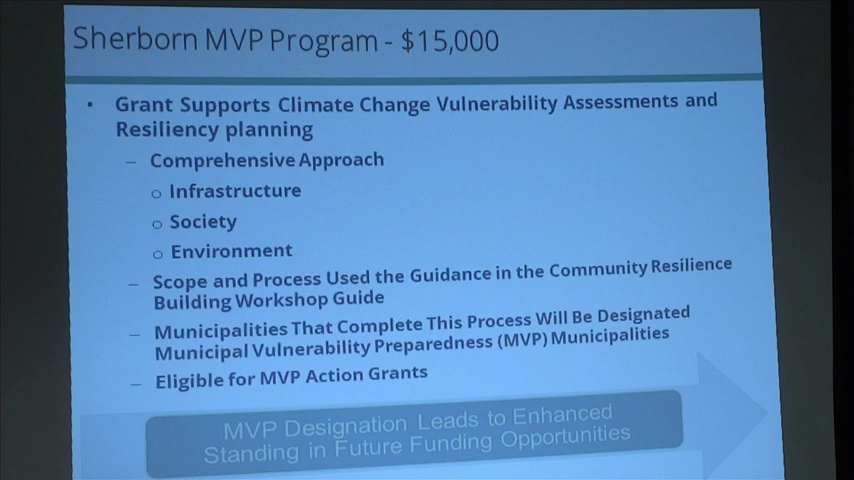 Sherborn MVP Program - $15,000
• Grant Supports Climate Change Vulnerability Assessments and
Resiliency planning
– Comprehensive Approach
o Infrastructure
o Society
o Environment
– Scope and Process Used the Guidance in the Community Resilience
Building Workshop Guide
– Municipalities That Complete This Process Will Be Designated
Municipal Vulnerability Preparedness (MVP) Municipalities
– Eligible for MVP Action Grants
MVP Designation Leads to Enhanced
Standing in Future Funding Opportunities